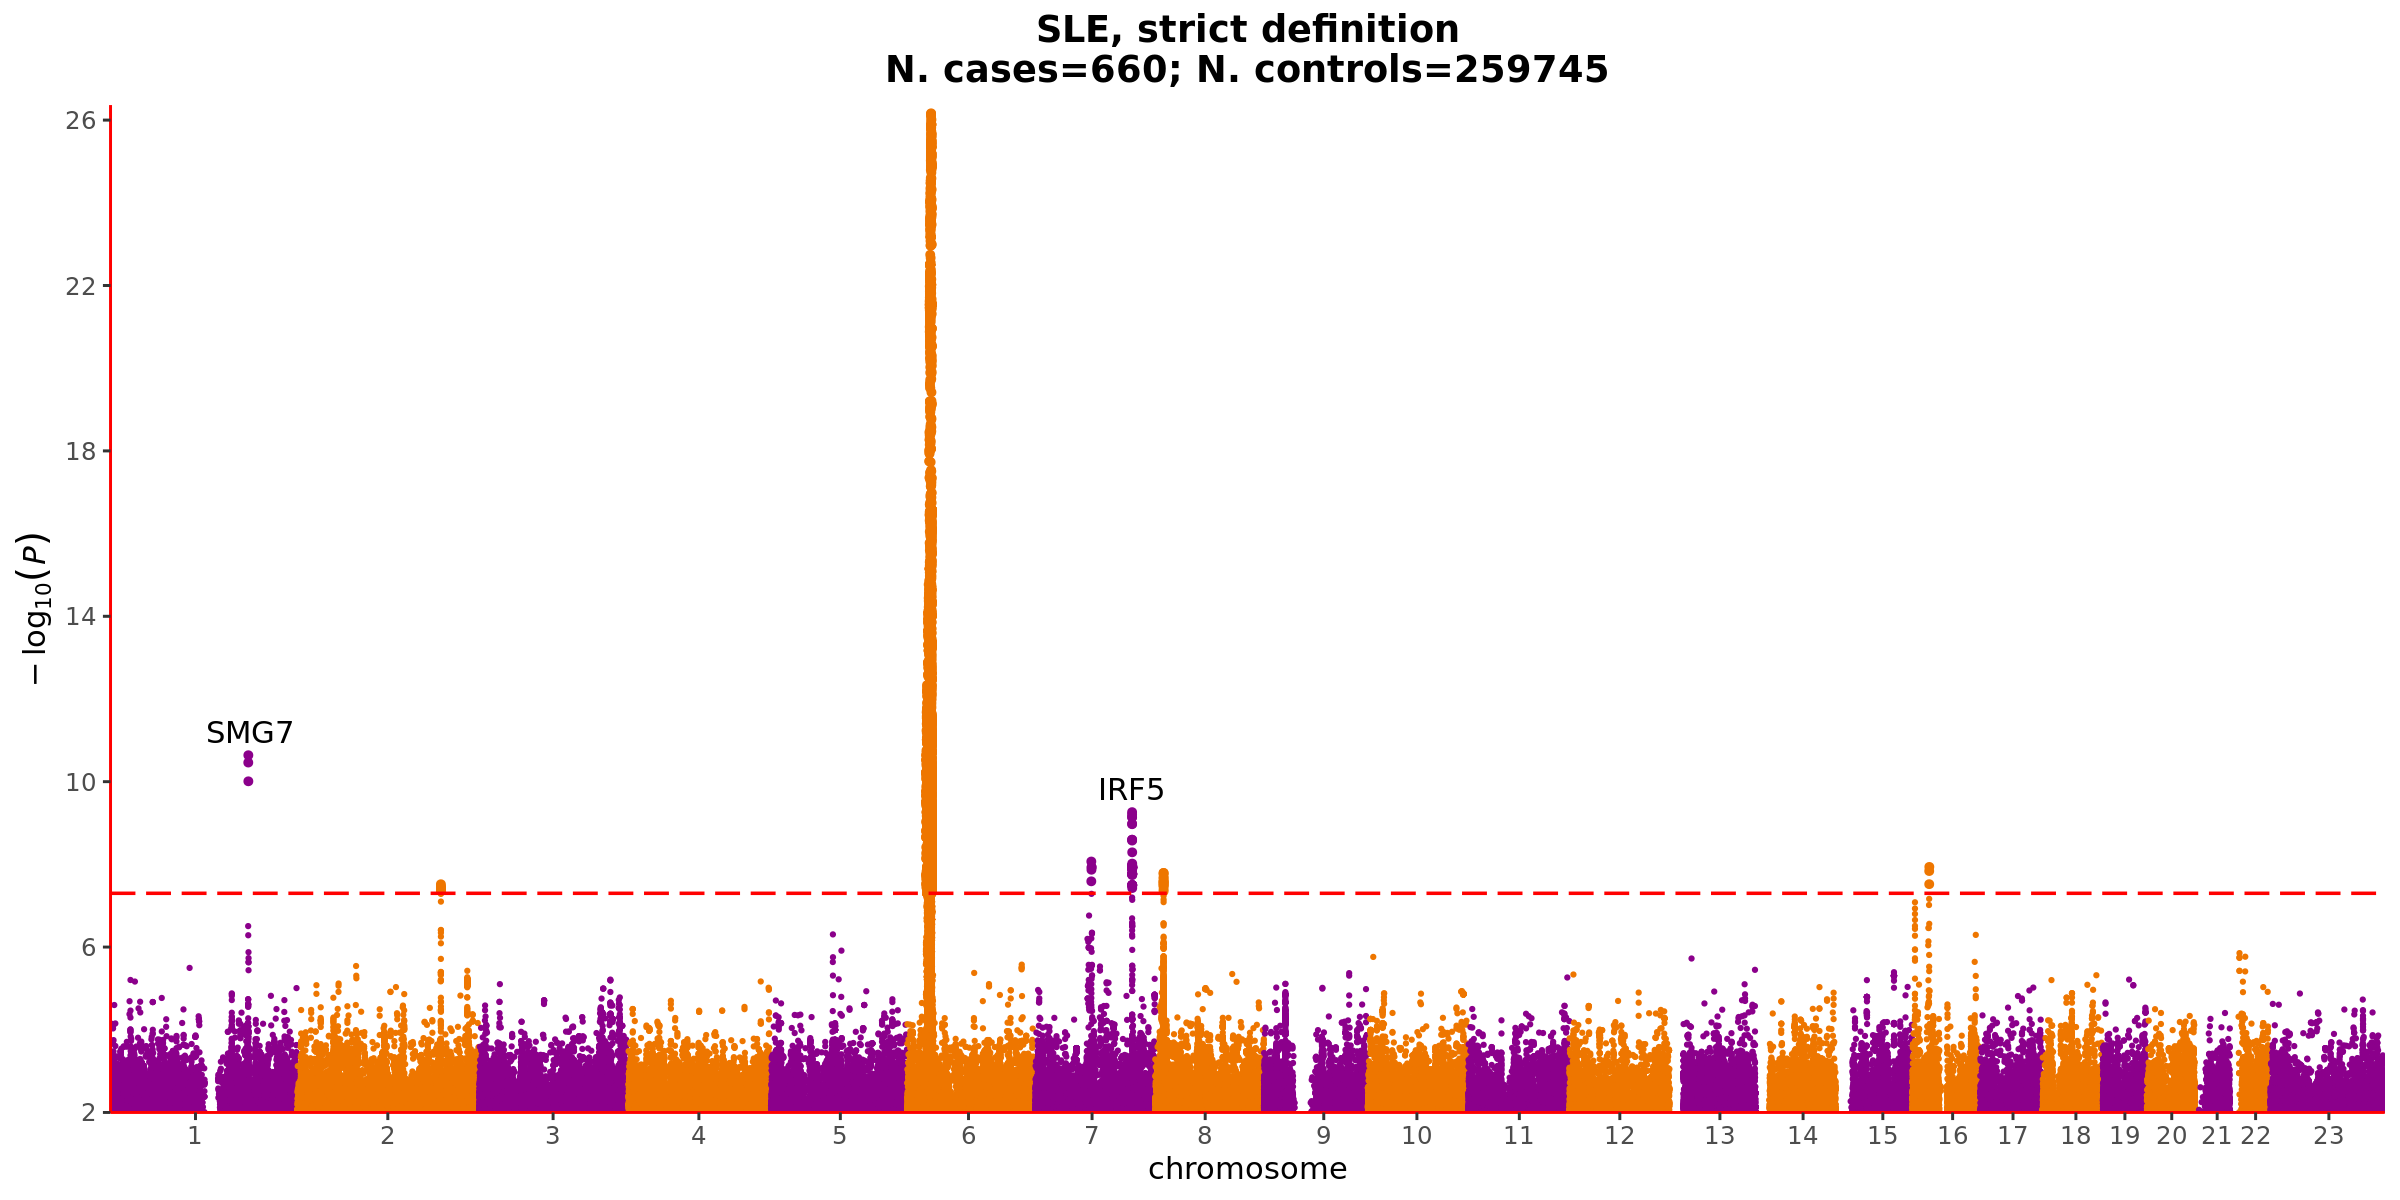 SLE, strict definition
N. cases=660; N. controls=259745
26
22
18
14
10
6
2
− log10(P)
SMG7
IRF5
1 2 3 4 5 6 7 8 9 10 11 12 13 14 15 16 17 18 19 20 21 22 23
chromosome